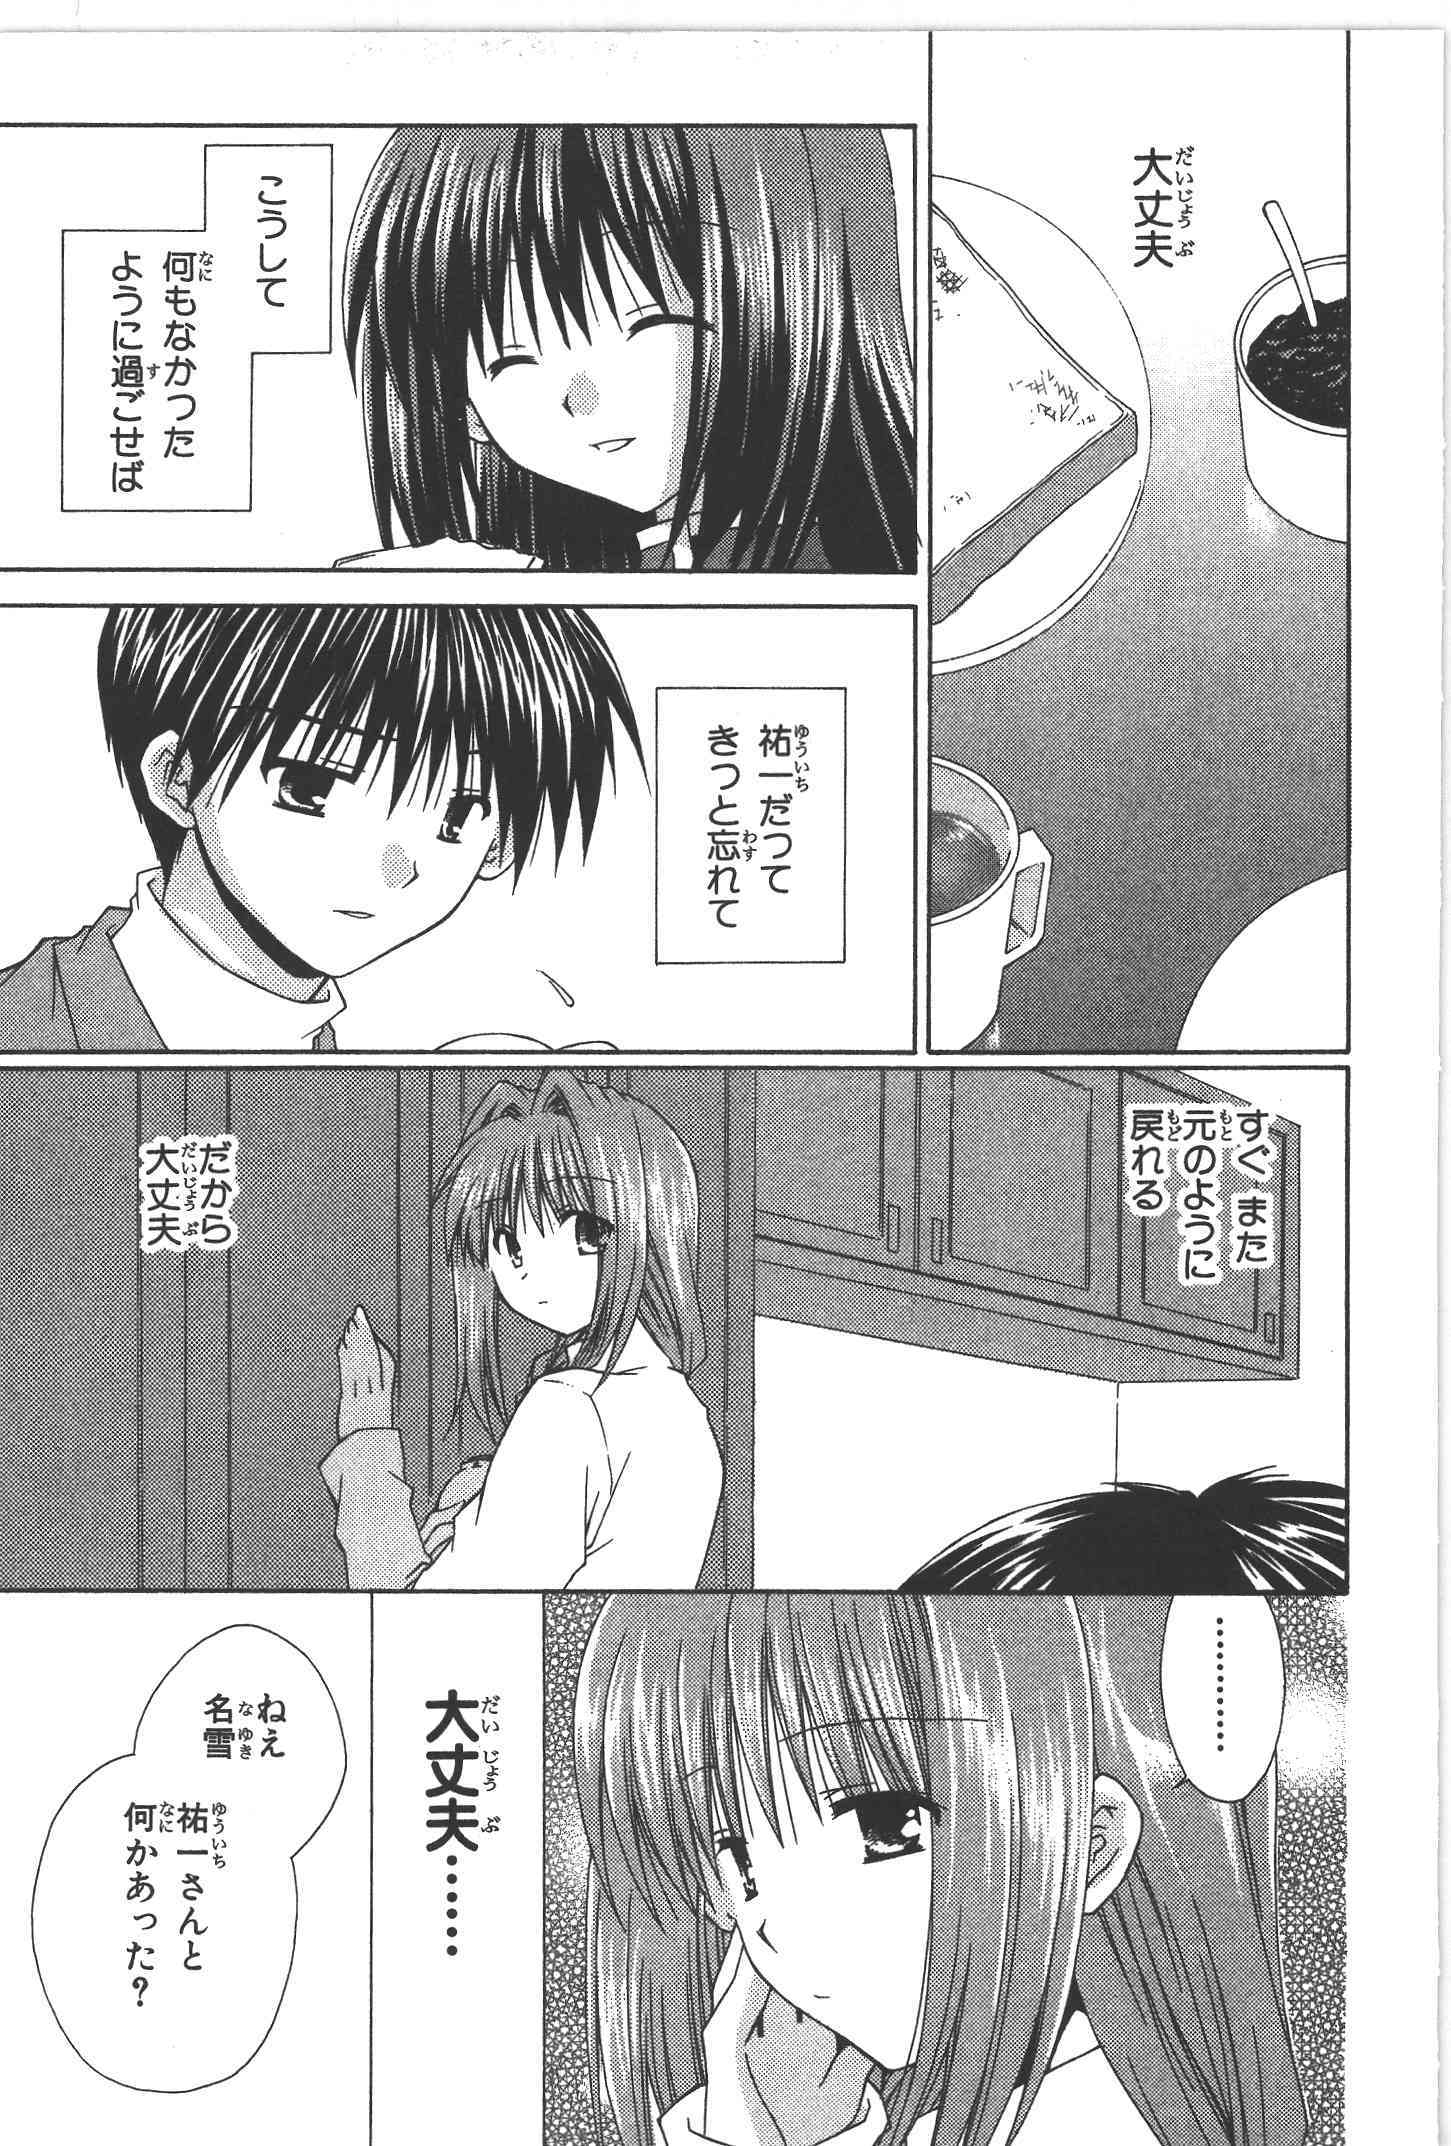 大丈夫
こうして
何もなかった
ように過ごせば
祐一だって
きっと忘れて
すぐ また
元のように
戻れる
だから
大丈夫
…………
大丈夫……
ねえ
名雪
祐一さんと
何かあった？